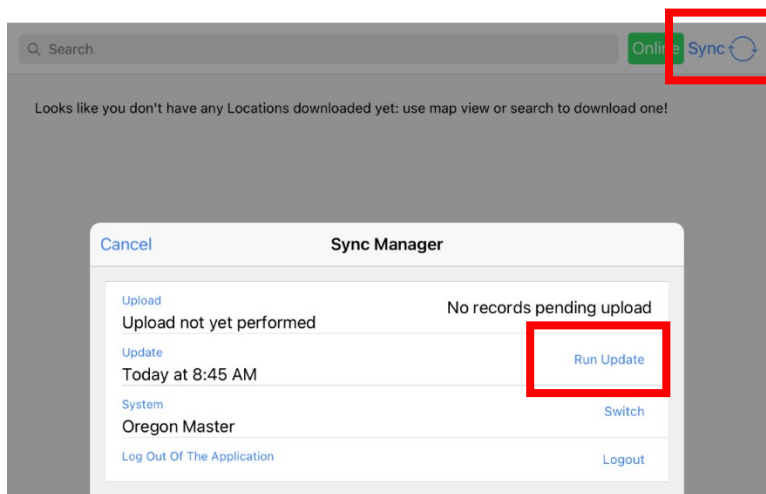 Search Online Sync
Looks like you don't have any Locations downloaded yet: use map view or search to download one!
Cancel Sync Manager
Upload
Upload not yet performed No records pending upload
Update
Today at 8:45 AM Run Update
System
Oregon Master Switch
Log Out Of The Application Logout